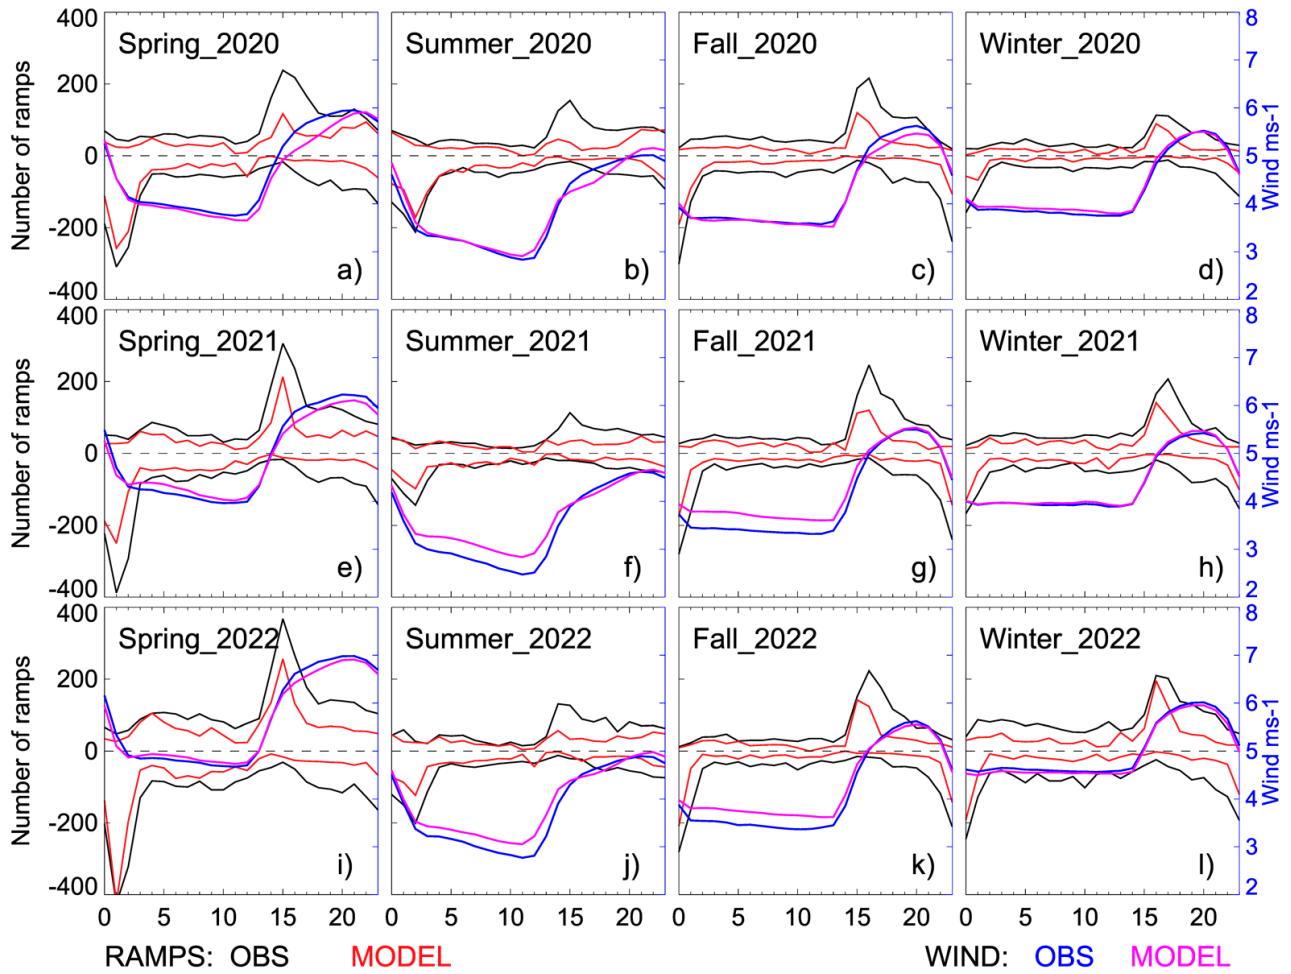 400 Spring_2020 Summer_2020 Fall_2020 Winter_2020 8
7
200 6
0 5
-200 4
3
-400 2
Number of ramps
Wind ms-1
a) b) c) d)
400 Spring_2021 Summer_2021 Fall_2021 Winter_2021 8
7
200 6
0 5
-200 4
3
-400 2
Number of ramps
Wind ms-1
e) f) g) h)
400 Spring_2022 Summer_2022 Fall_2022 Winter_2022 8
7
200 6
0 5
-200 4
3
-400 2
Number of ramps
Wind ms-1
i) j) k) l)
0 5 10 15 20 0 5 10 15 20 0 5 10 15 20 0 5 10 15 20
RAMPS: OBS MODEL WIND: OBS MODEL